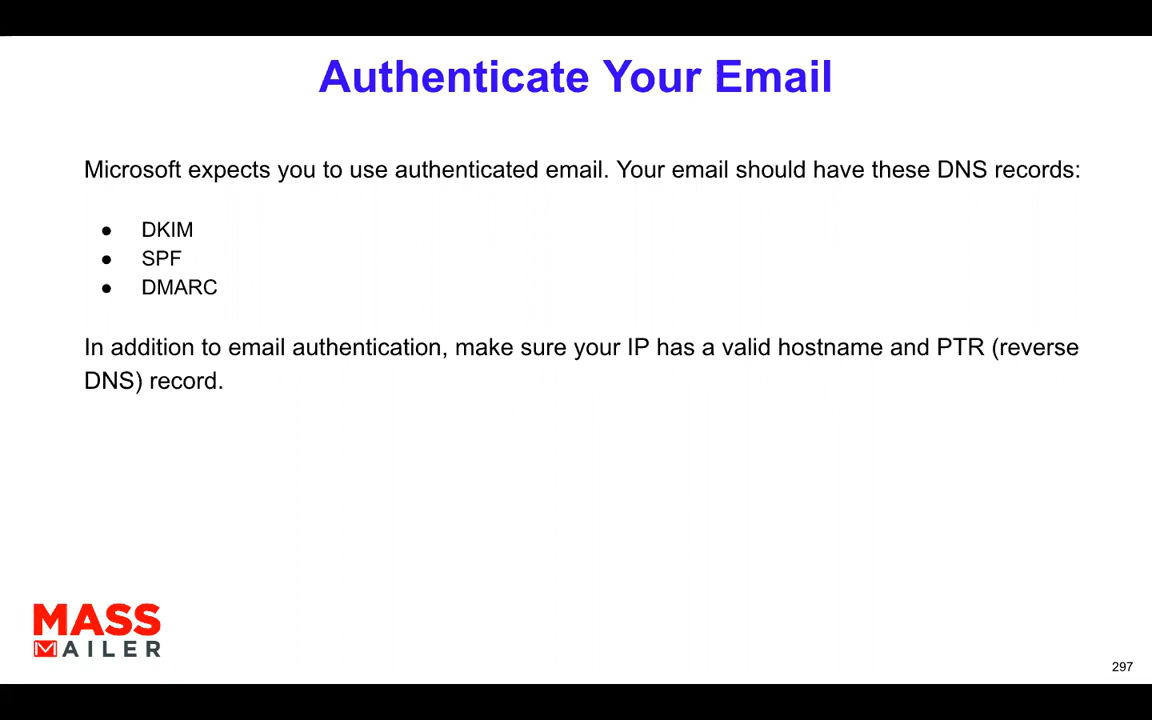 Authenticate Your Email
Microsoft expects you to use authenticated email. Your email should have these DNS records:
● DKIM
● SPF
● DMARC
In addition to email authentication, make sure your IP has a valid hostname and PTR (reverse
DNS) record.
MASS
MAILER
297